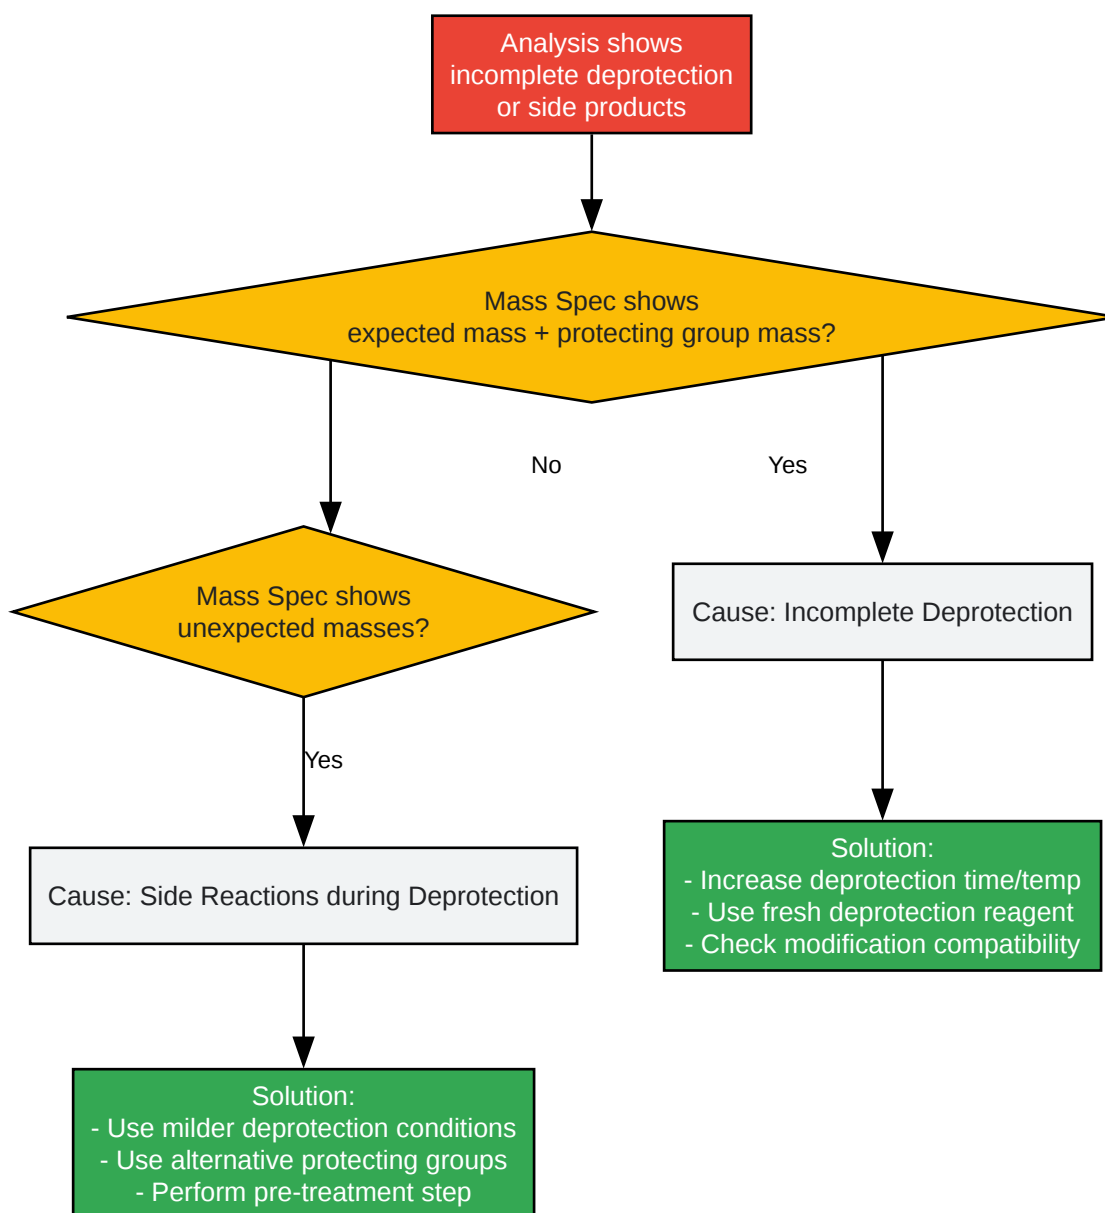 Analysis shows
incomplete deprotection
or side products
Mass Spec shows
expected mass + protecting group mass?
No
Yes
Mass Spec shows
unexpected masses?
Cause: Incomplete Deprotection
Yes
Cause: Side Reactions during Deprotection
Solution:
- Increase deprotection time/temp
- Use fresh deprotection reagent
- Check modification compatibility
Solution:
- Use milder deprotection conditions
- Use alternative protecting groups
- Perform pre-treatment step